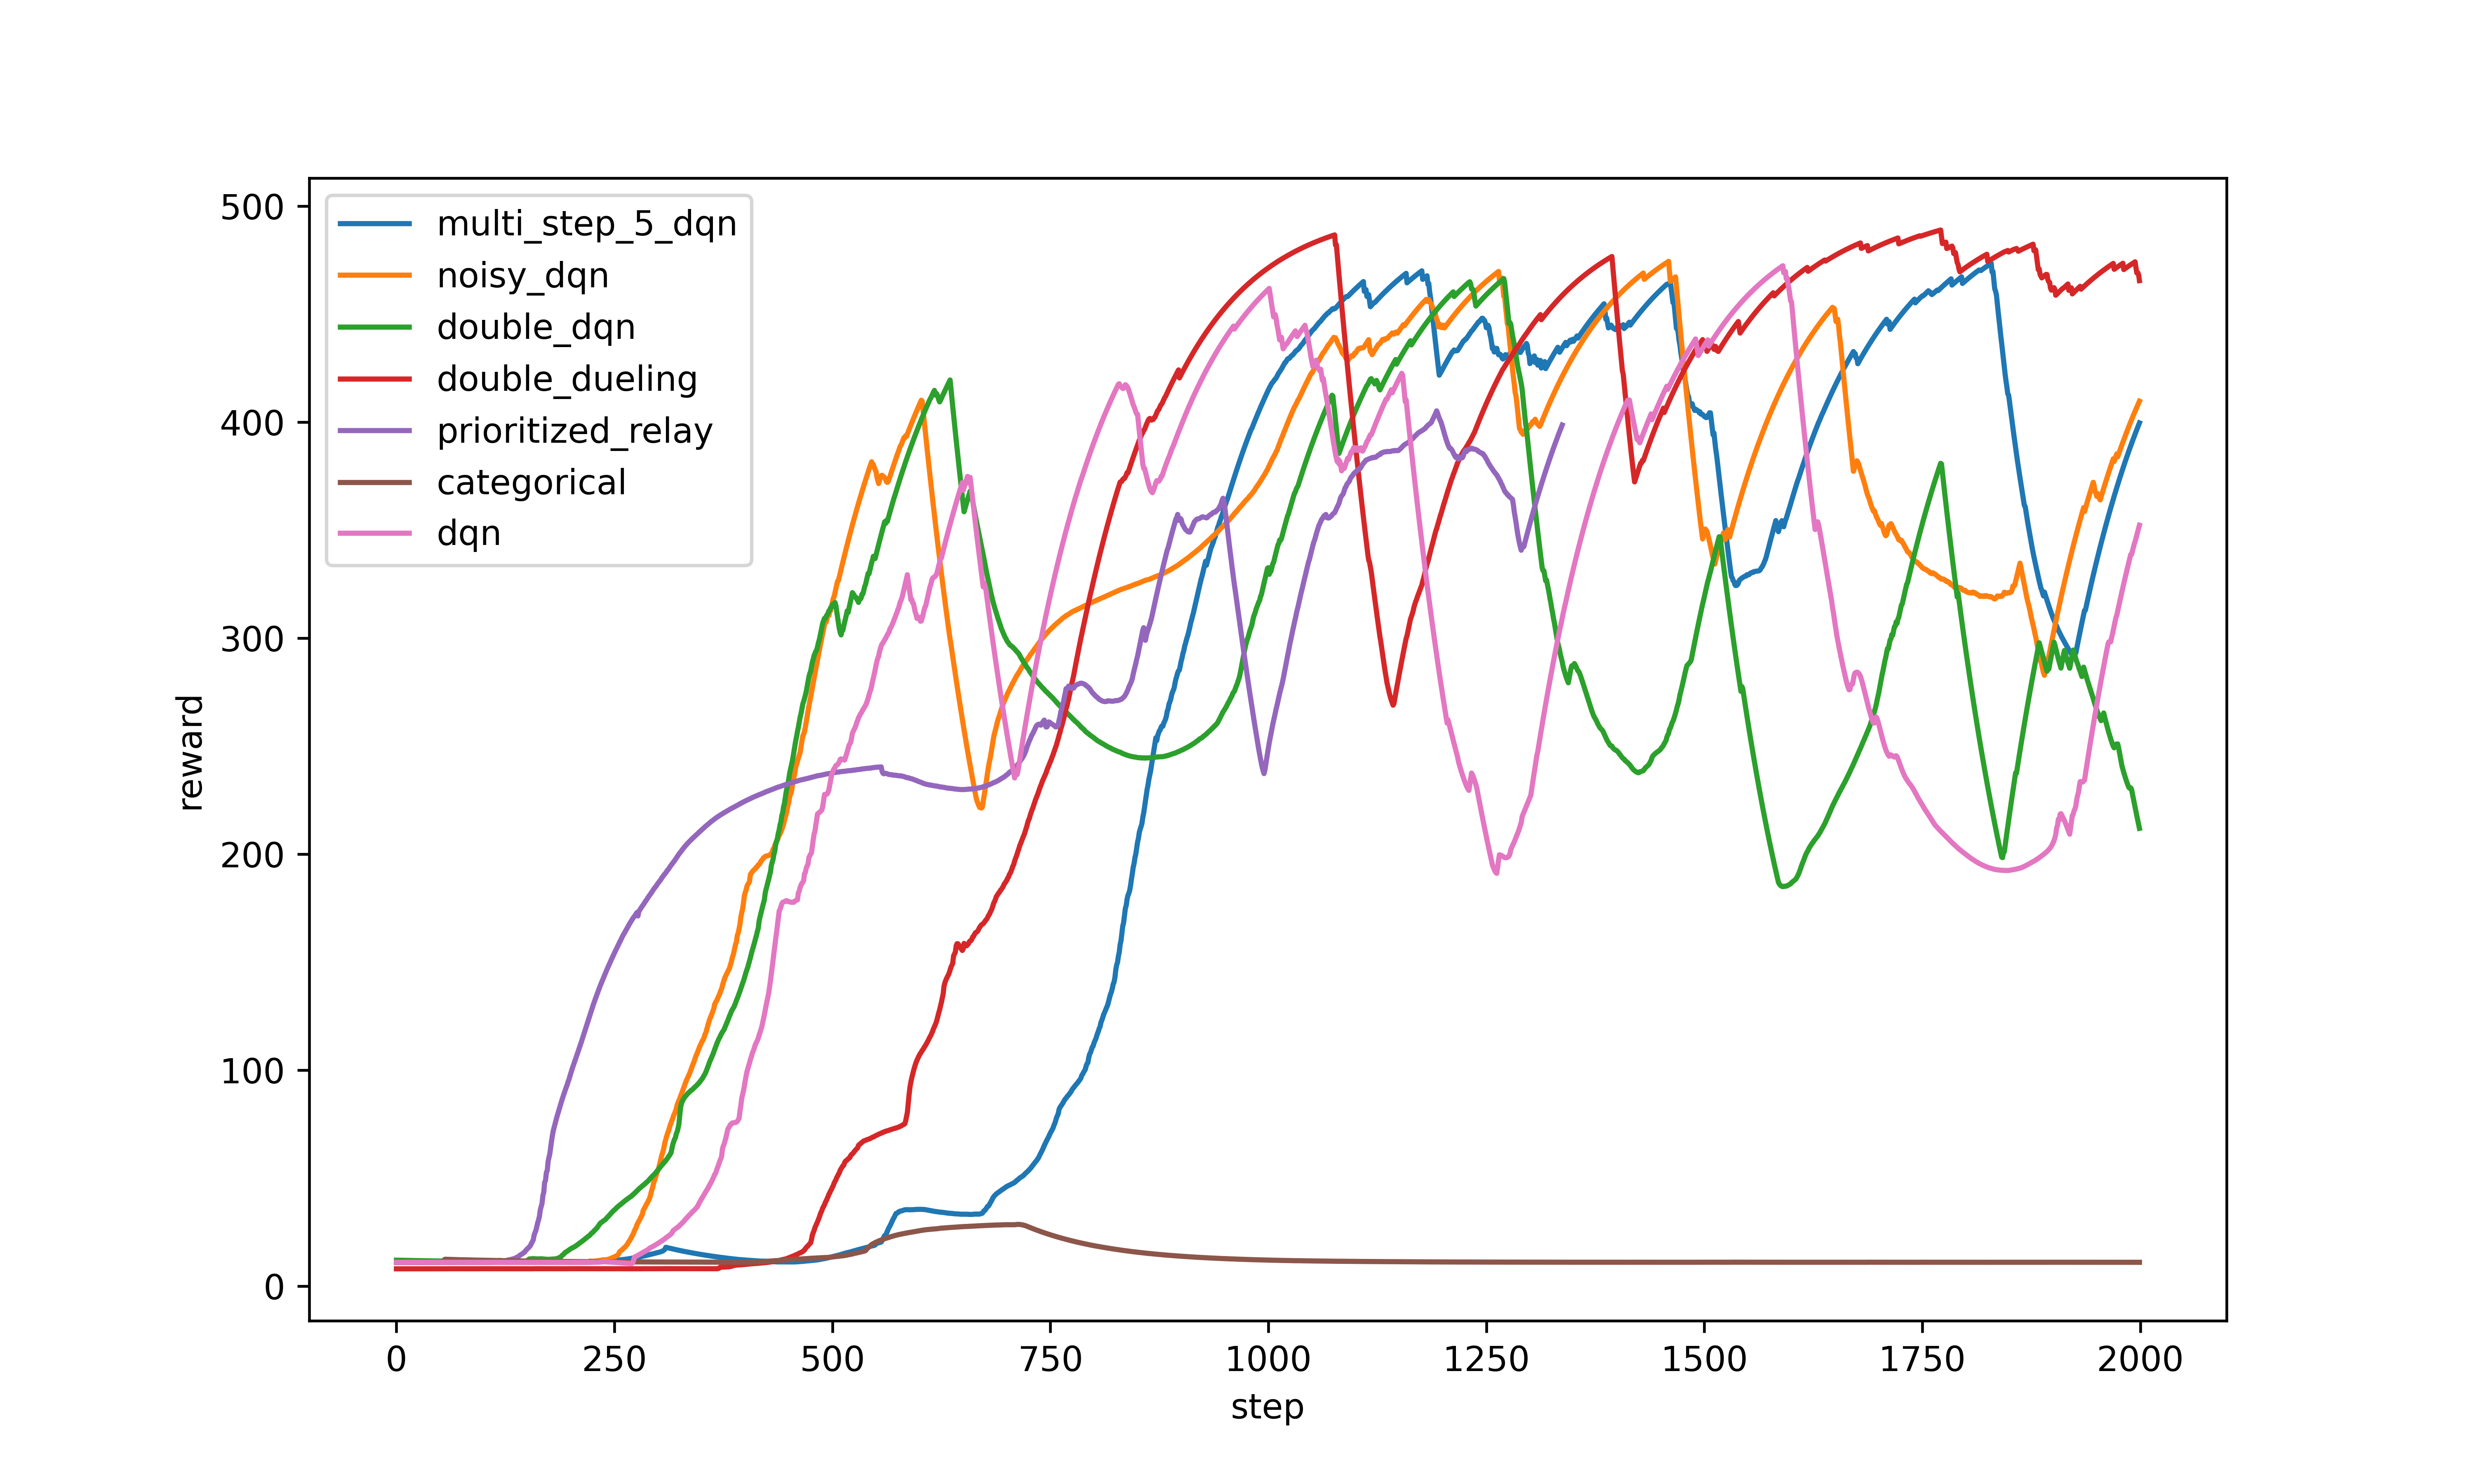 500
400
300
200
100
0
reward
multi_step_5_dqn
noisy_dqn
double_dqn
double_dueling
prioritized_relay
categorical
dqn
0 250 500 750 1000 1250 1500 1750 2000
step